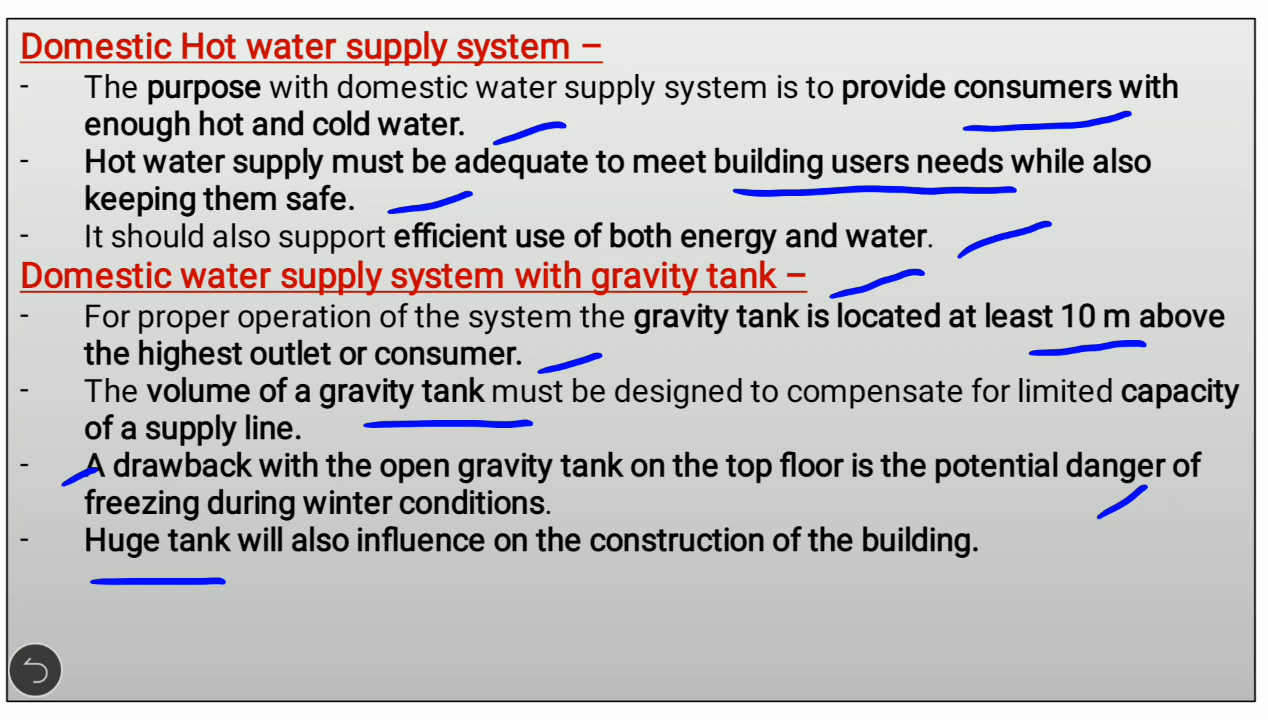 Domestic Hot water supply system –
- The purpose with domestic water supply system is to provide consumers with
enough hot and cold water.
- Hot water supply must be adequate to meet building users needs while also
keeping them safe.
- It should also support efficient use of both energy and water.
Domestic water supply system with gravity tank –
- For proper operation of the system the gravity tank is located at least 10 m above
the highest outlet or consumer.
- The volume of a gravity tank must be designed to compensate for limited capacity
of a supply line.
- A drawback with the open gravity tank on the top floor is the potential danger of
freezing during winter conditions.
- Huge tank will also influence on the construction of the building.